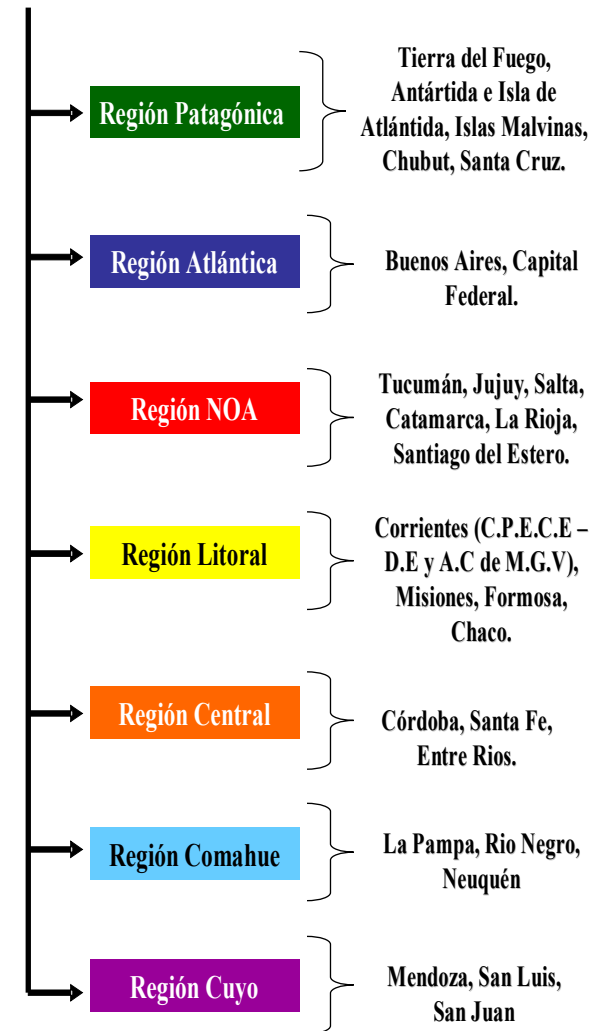 Región Patagónica
Tierra del Fuego,
Antártida e Isla de
Atlántida, Islas Malvinas,
Chubut, Santa Cruz.
Región Atlántica
Buenos Aires, Capital
Federal.
Región NOA
Tucumán, Jujuy, Salta,
Catamarca, La Rioja,
Santiago del Estero.
Región Litoral
Corrientes (C.P.E.C.E –
D.E y A.C de M.G.V),
Misiones, Formosa,
Chaco.
Región Central
Córdoba, Santa Fe,
Entre Rios.
Región Comahue
La Pampa, Rio Negro,
Neuquén
Región Cuyo
Mendoza, San Luis,
San Juan